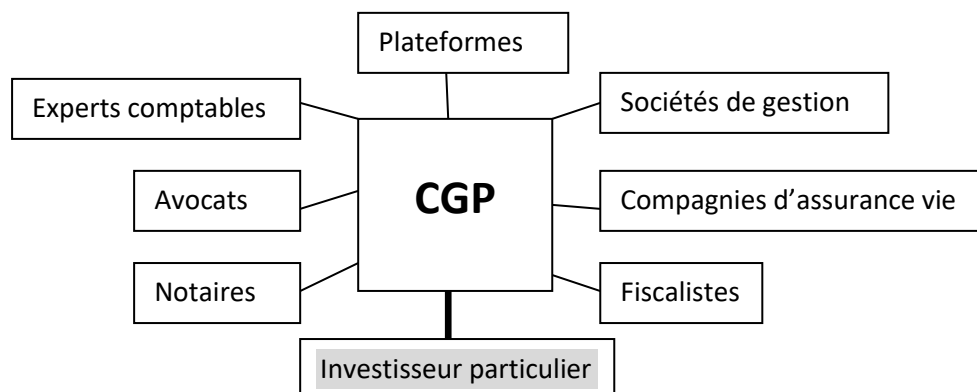 Plateformes
Experts comptables
Sociétés de gestion
CGP
Avocats
Compagnies d’assurance vie
Notaires
Fiscalistes
Investisseur particulier